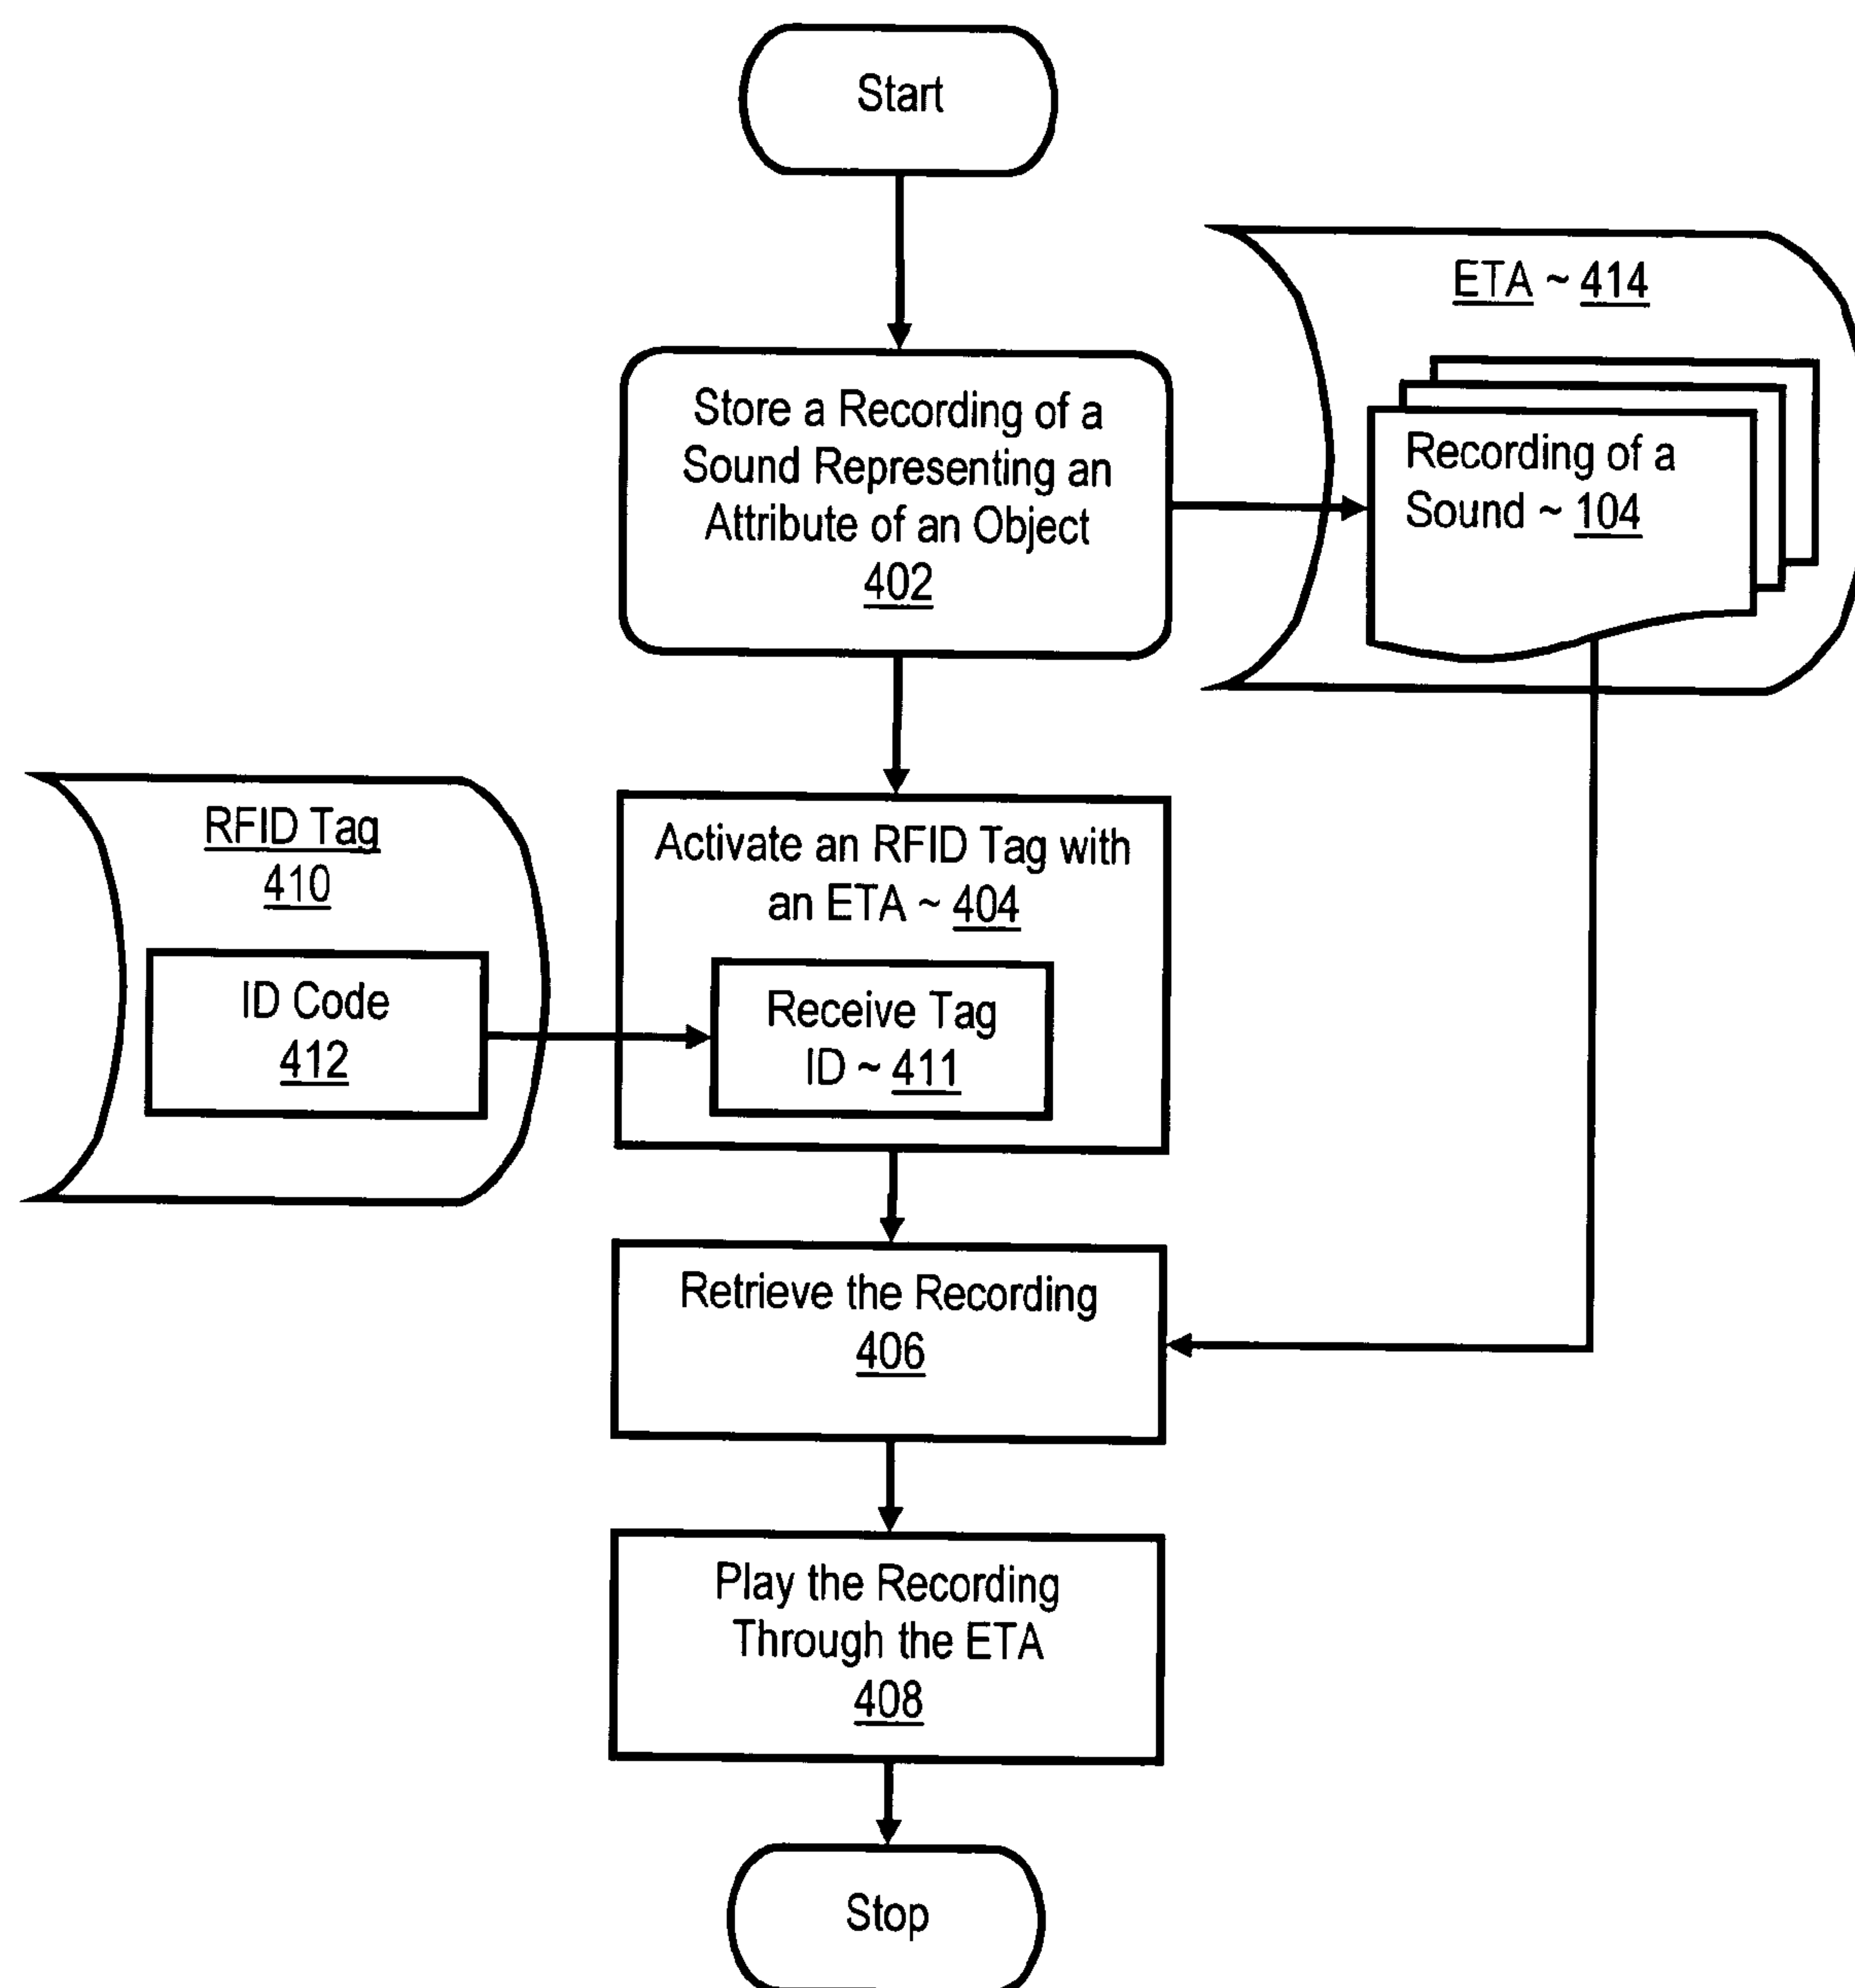 Start
ETA ~ 414
Store a Recording of a
Sound Representing an
Attribute of an Object
402
Recording of a
Sound ~ 104
RFID Tag
410
Activate an RFID Tag with
an ETA ~ 404
ID Code
412
Receive Tag
ID ~ 411
Retrieve the Recording
406
Play the Recording
Through the ETA
408
Stop